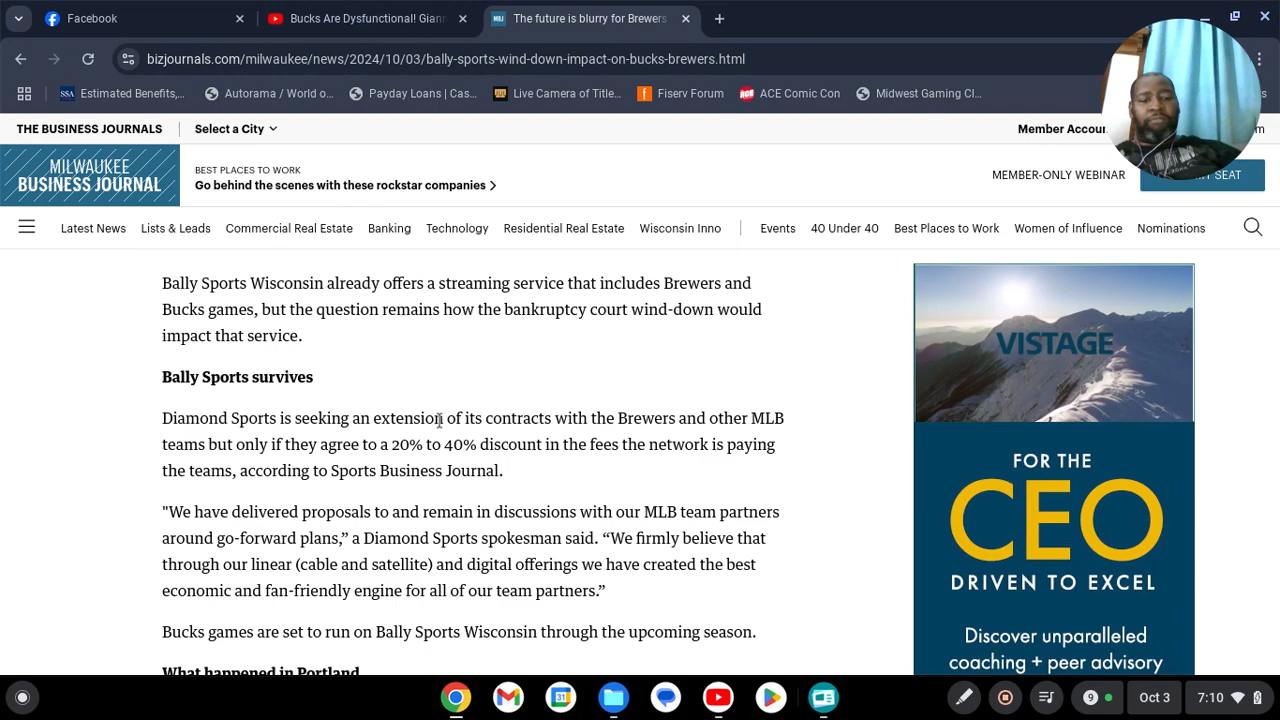 Facebook
Bucks Are Dysfunctional! Giann
The future is blurry for Brewers
bizjournals.com/milwaukee/news/2024/10/03/bally-sports-wind-down-impact-on-bucks-brewers.html
Estimated Benefits,...
Autorama / World o...
Payday Loans | Cas...
Live Camera of Title...
Fiserv Forum
ACE Comic Con
Midwest Gaming Cl...
THE BUSINESS JOURNALS
Select a City
Member Accou
MILWAUKEE
BUSINESS JOURNAL
BEST PLACES TO WORK
Go behind the scenes with these rockstar companies
MEMBER-ONLY WEBINAR
SEAT
Latest News
Lists & Leads
Commercial Real Estate
Banking
Technology
Residential Real Estate
Wisconsin Inno
Events
40 Under 40
Best Places to Work
Women of Influence
Nominations
Bally Sports Wisconsin already offers a streaming service that includes Brewers and
Bucks games, but the question remains how the bankruptcy court wind-down would
impact that service.
Bally Sports survives
Diamond Sports is seeking an extension of its contracts with the Brewers and other MLB
teams but only if they agree to a 20% to 40% discount in the fees the network is paying
the teams, according to Sports Business Journal.
"We have delivered proposals to and remain in discussions with our MLB team partners
around go-forward plans,” a Diamond Sports spokesman said. “We firmly believe that
through our linear (cable and satellite) and digital offerings we have created the best
economic and fan-friendly engine for all of our team partners.”
Bucks games are set to run on Bally Sports Wisconsin through the upcoming season.
What happened in Portland
VISTAGE
FOR THE
CEO
DRIVEN TO EXCEL
Discover unparalleled
coaching + peer advisory
9
Oct 3
7:10